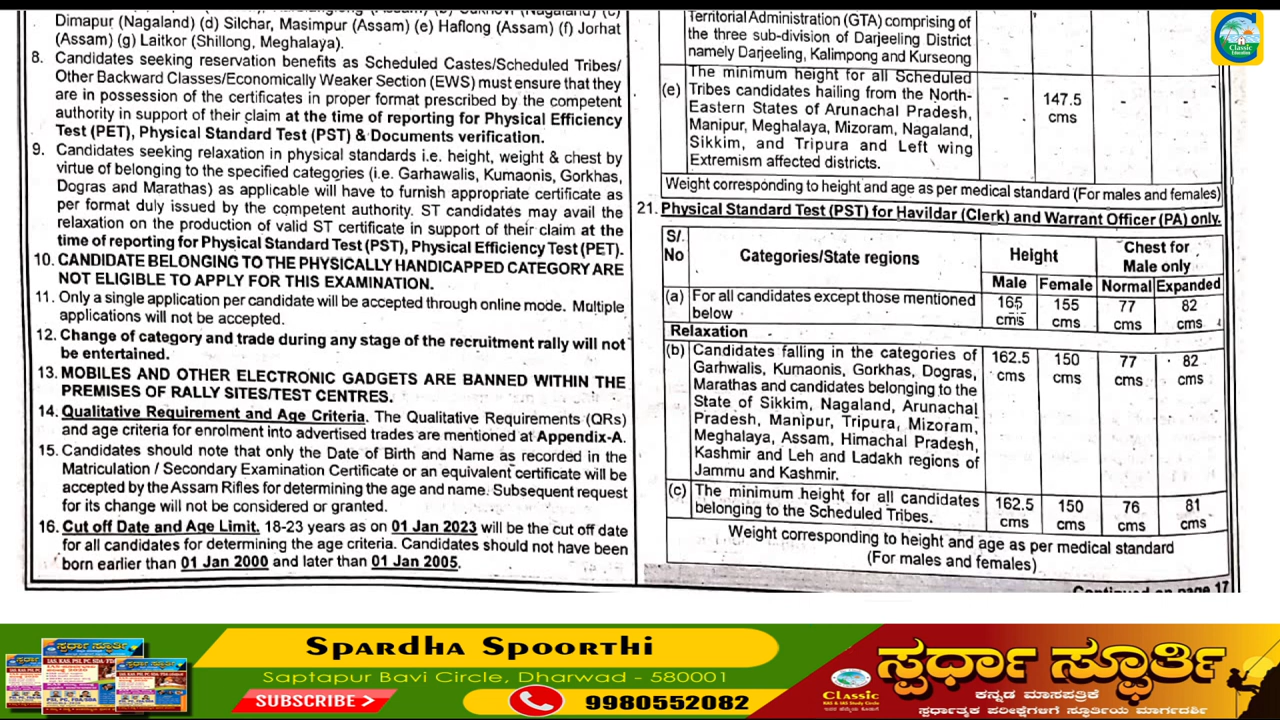 Dimapur (Nagaland) (d) Silchar, Masimpur (Assam) (e) Haflong (Assam) (f) Jorhat
(Assam) (g) Laitkor (Shillong, Meghalaya).
8. Candidates seeking reservation benefits as Scheduled Castes/Scheduled Tribes/
Other Backward Classes/Economically Weaker Section (EWS) must ensure that they
are in possession of the certificates in proper format prescribed by the competent
authority in support of their claim at the time of reporting for Physical Efficiency
Test (PET), Physical Standard Test (PST) & Documents verification.
9. Candidates seeking relaxation in physical standards i.e. height, weight & chest by
virtue of belonging to the specified categories (i.e. Garhawalis, Kumaonis, Gorkhas,
Dogras and Marathas) as applicable will have to furnish appropriate certificate as
per format duly issued by the competent authority. ST candidates may avail the
relaxation on the production of valid ST certificate in support of their claim at the
time of reporting for Physical Standard Test (PST), Physical Efficiency Test (PET).
10. CANDIDATE BELONGING TO THE PHYSICALLY HANDICAPPED CATEGORY ARE
NOT ELIGIBLE TO APPLY FOR THIS EXAMINATION.
11. Only a single application per candidate will be accepted through online mode. Multiple
applications will not be accepted.
12. Change of category and trade during any stage of the recruitment rally will not
be entertained.
13. MOBILES AND OTHER ELECTRONIC GADGETS ARE BANNED WITHIN THE
PREMISES OF RALLY SITES/TEST CENTRES.
14. Qualitative Requirement and Age Criteria. The Qualitative Requirements (QRs)
and age criteria for enrolment into advertised trades are mentioned at Appendix-A.
15. Candidates should note that only the Date of Birth and Name as recorded in the
Matriculation / Secondary Examination Certificate or an equivalent certificate will be
accepted by the Assam Rifles for determining the age and name. Subsequent request
for its change will not be considered or granted.
16. Cut off Date and Age Limit. 18-23 years as on 01 Jan 2023 will be the cut off date
for all candidates for determining the age criteria. Candidates should not have been
born earlier than 01 Jan 2000 and later than 01 Jan 2005.
Territorial Administration (GTA) comprising of
the three sub-division of Darjeeling District
namely Darjeeling, Kalimpong and Kurseong
(e) The minimum height for all Scheduled
Tribes candidates hailing from the North-
Eastern States of Arunachal Pradesh,
Manipur, Meghalaya, Mizoram, Nagaland,
Sikkim, and Tripura and Left wing
Extremism affected districts.
- 147.5 - -
cms
Weight corresponding to height and age as per medical standard (For males and females)
21. Physical Standard Test (PST) for Havildar (Clerk) and Warrant Officer (PA) only.
S/. No Categories/State regions Height Chest for Male only
Male Female Normal Expanded
(a) For all candidates except those mentioned 165 155 77 82
below cms cms cms cms
Relaxation
(b) Candidates falling in the categories of 162.5 150 77 82
Garhwalis, Kumaonis, Gorkhas, Dogras, cms cms cms cms
Marathas and candidates belonging to the
State of Sikkim, Nagaland, Arunachal
Pradesh, Manipur, Tripura, Mizoram,
Meghalaya, Assam, Himachal Pradesh,
Kashmir and Leh and Ladakh regions of
Jammu and Kashmir.
(c) The minimum height for all candidates 162.5 150 76 81
belonging to the Scheduled Tribes. cms cms cms cms
Weight corresponding to height and age as per medical standard
(For males and females)
Continued on page 17
Classic
Education
Spardha Spoorthi
Saptapur Bavi Circle, Dharwad - 580001
SUBSCRIBE
9980552082
ಸ್ಪರ್ಧಾ ಸ್ಫೂರ್ತಿ
Classic
KAS & IAS Study Circle
ಕನ್ನಡ ಮಾಸಪತ್ರಿಕೆ
ಸ್ಪರ್ಧಾತ್ಮಕ ಪರೀಕ್ಷೆಗಳಿಗೆ ಸ್ಫೂರ್ತಿಯ ಮಾರ್ಗದರ್ಶಿ